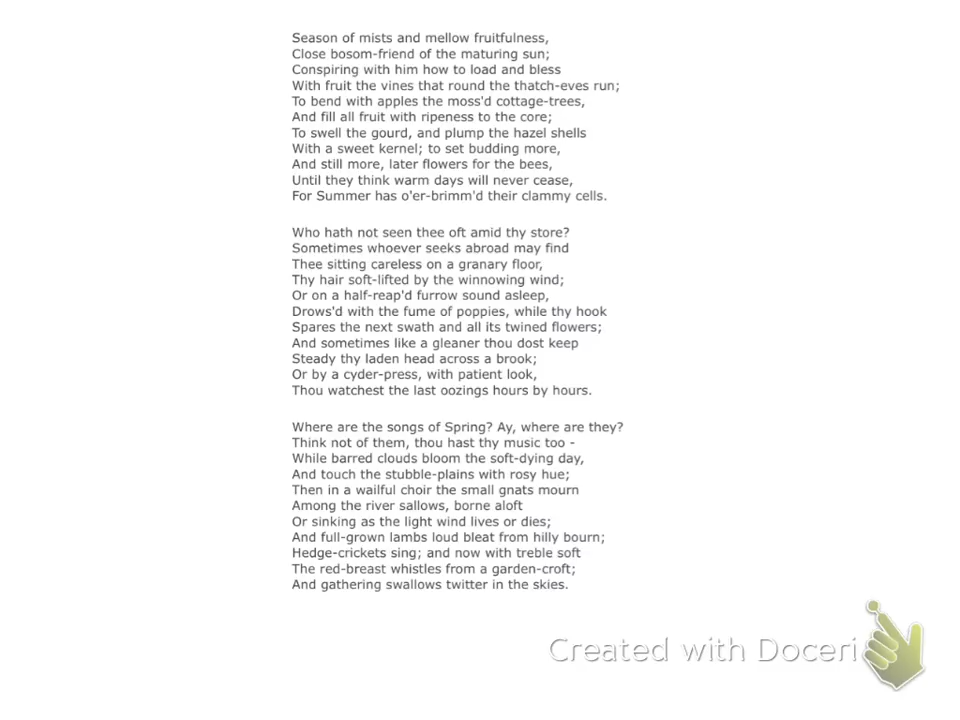 Season of mists and mellow fruitfulness,
Close bosom-friend of the maturing sun;
Conspiring with him how to load and bless
With fruit the vines that round the thatch-eves run;
To bend with apples the moss'd cottage-trees,
And fill all fruit with ripeness to the core;
To swell the gourd, and plump the hazel shells
With a sweet kernel; to set budding more,
And still more, later flowers for the bees,
Until they think warm days will never cease,
For Summer has o'er-brimm'd their clammy cells.
Who hath not seen thee oft amid thy store?
Sometimes whoever seeks abroad may find
Thee sitting careless on a granary floor,
Thy hair soft-lifted by the winnowing wind;
Or on a half-reap'd furrow sound asleep,
Drows'd with the fume of poppies, while thy hook
Spares the next swath and all its twined flowers;
And sometimes like a gleaner thou dost keep
Steady thy laden head across a brook;
Or by a cyder-press, with patient look,
Thou watchest the last oozings hours by hours.
Where are the songs of Spring? Ay, where are they?
Think not of them, thou hast thy music too -
While barred clouds bloom the soft-dying day,
And touch the stubble-plains with rosy hue;
Then in a wailful choir the small gnats mourn
Among the river sallows, borne aloft
Or sinking as the light wind lives or dies;
And full-grown lambs loud bleat from hilly bourn;
Hedge-crickets sing; and now with treble soft
The red-breast whistles from a garden-croft;
And gathering swallows twitter in the skies.
Created with Doceri